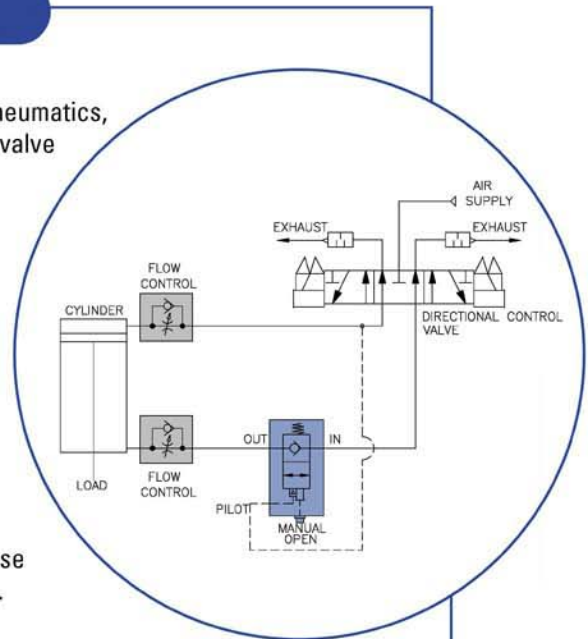 neumatics,
valve
AIR
SUPPLY
EXHAUST
EXHAUST
FLOW
CONTROL
CYLINDER
DIRECTIONAL CONTROL
VALVE
OUT
IN
FLOW
CONTROL
LOAD
PILOT
MANUAL
OPEN
se